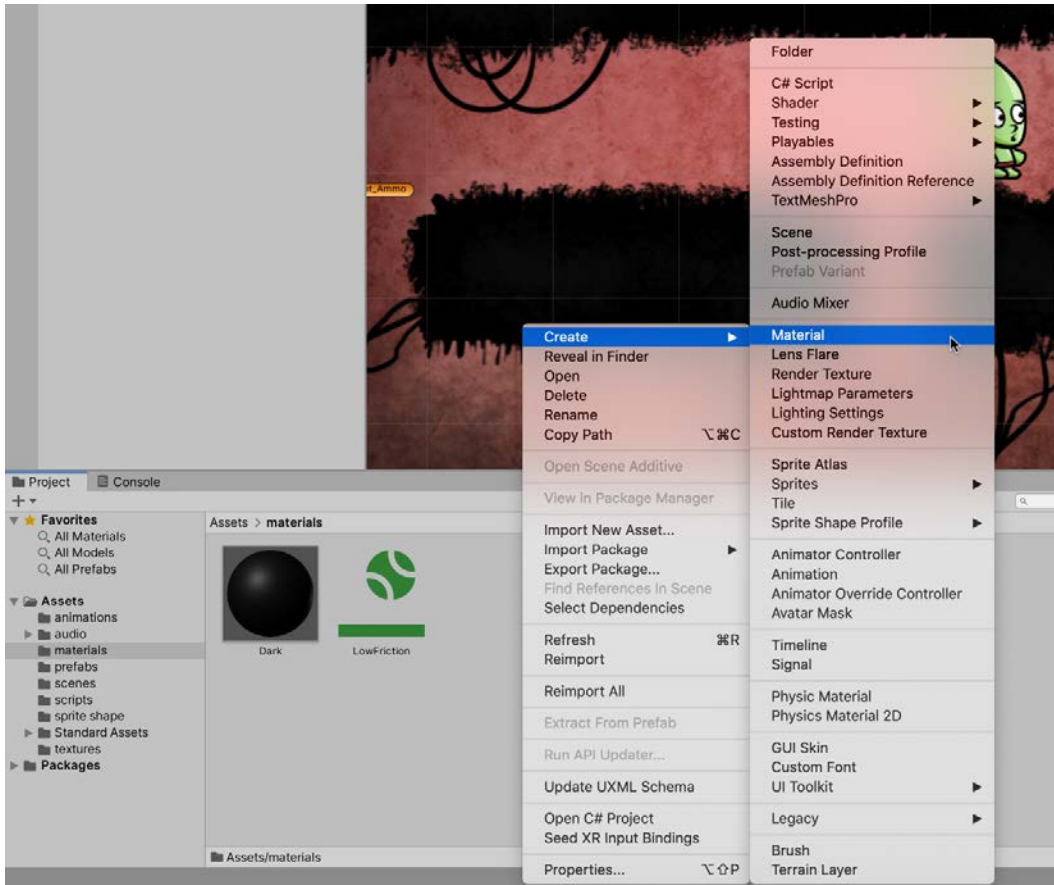 t_Ammo
Folder
C# Script
Shader
Testing
Playables
Assembly Definition
Assembly Definition Reference
TextMeshPro
Scene
Post-processing Profile
Prefab Variant
Audio Mixer
Material
Lens Flare
Render Texture
Lightmap Parameters
Lighting Settings
Custom Render Texture
Sprite Atlas
Sprites
Tile
Sprite Shape Profile
Animator Controller
Animation
Animator Override Controller
Avatar Mask
Timeline
Signal
Physic Material
Physics Material 2D
GUI Skin
Custom Font
UI Toolkit
Legacy
Brush
Terrain Layer
Create
Reveal in Finder
Open
Delete
Rename
Copy Path ⌥⌘C
Open Scene Additive
View in Package Manager
Import New Asset...
Import Package
Export Package...
Find References In Scene
Select Dependencies
Refresh ⌘R
Reimport
Reimport All
Extract From Prefab
Run API Updater...
Update UXML Schema
Open C# Project
Seed XR Input Bindings
Properties... ⌥⇧P
Project Console
Favorites
All Materials
All Models
All Prefabs
Assets
animations
audio
materials
prefabs
scenes
scripts
sprite shape
Standard Assets
textures
Packages
Assets > materials
Dark LowFriction
Assets/materials